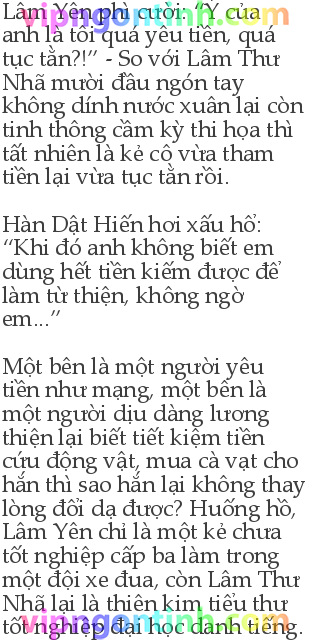 Lâm Yên phì cười: “Ý của
anh là tôi quá yêu tiền, quá
tục tằn?!” - So với Lâm Thư
Nhã mười đầu ngón tay
không dính nước xuân lại còn
tinh thông cầm kỳ thi họa thì
tất nhiên là kẻ cô vừa tham
tiền lại vừa tục tằn rồi.
Hàn Dật Hiến hơi xấu hổ:
“Khi đó anh không biết em
dùng hết tiền kiếm được để
làm từ thiện, không ngờ
em...”
Một bên là một người yêu
tiền như mạng, một bên là
một người dịu dàng lương
thiện lại biết tiết kiệm tiền
cứu động vật, mua cà vạt cho
hắn thì sao hắn lại không thay
lòng đổi dạ được? Huống hồ,
Lâm Yên chỉ là một kẻ chưa
tốt nghiệp cấp ba làm trong
một đội xe đua, còn Lâm Thư
Nhã lại là thiên kim tiểu thư
tốt nghiệp đại học danh tiếng.
vipngontinh.com
vipngontinh.com